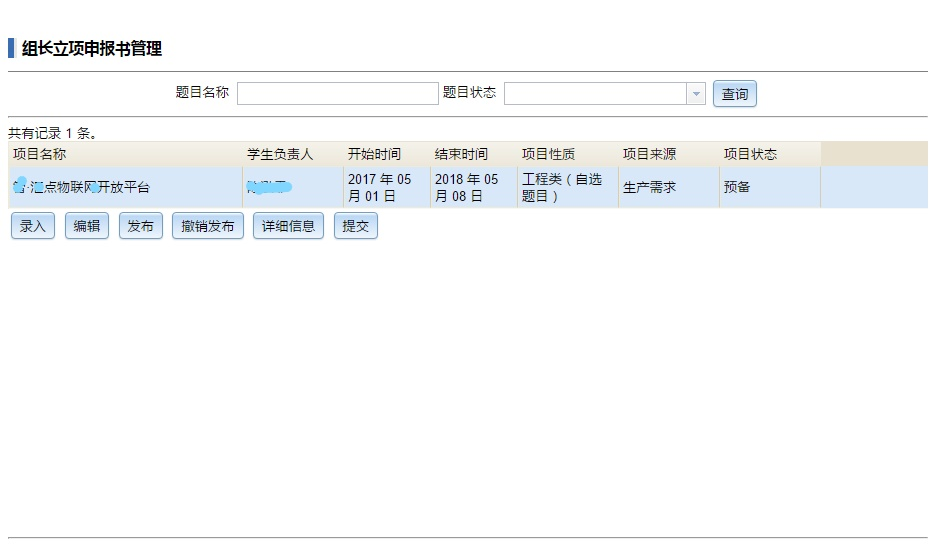 组长立项申报书管理
题目名称 题目状态 查询
共有记录 1 条。
项目名称 学生负责人 开始时间 结束时间 项目性质 项目来源 项目状态
点物联网开放平台 2017 年 05 2018 年 05 工程类（自选 生产需求 预备
月 01 日 月 08 日 题目）
录入 编辑 发布 撤销发布 详细信息 提交